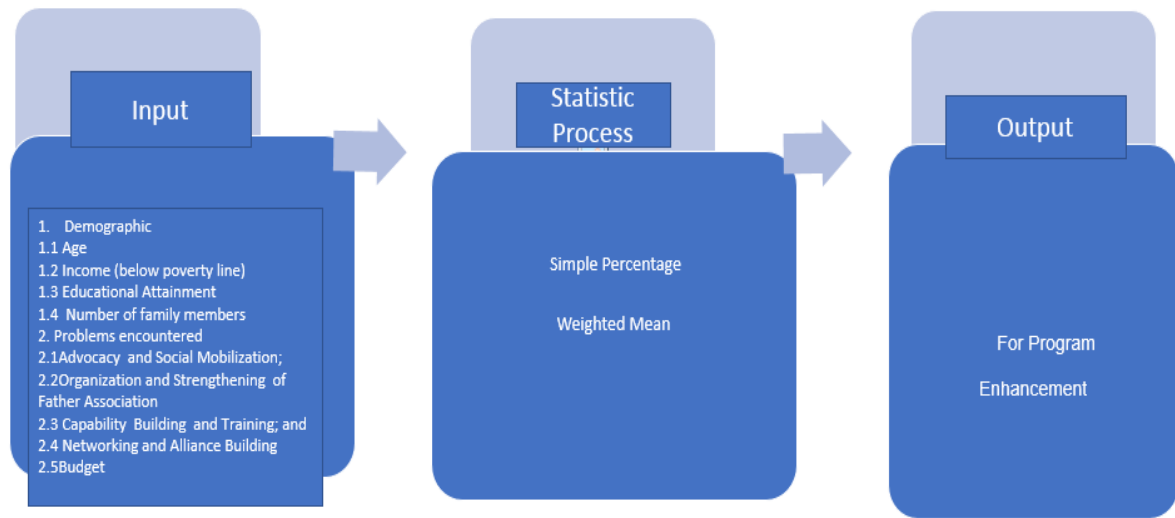 Input
1. Demographic
1.1 Age
1.2 Income (below poverty line)
1.3 Educational Attainment
1.4 Number of family members
2. Problems encountered
2.1Advocacy and Social Mobilization;
2.2Organization and Strengthening of
Father Association
2.3 Capability Building and Training; and
2.4 Networking and Alliance Building
2.5Budget
Statistic
Process
Simple Percentage
Weighted Mean
Output
For Program
Enhancement